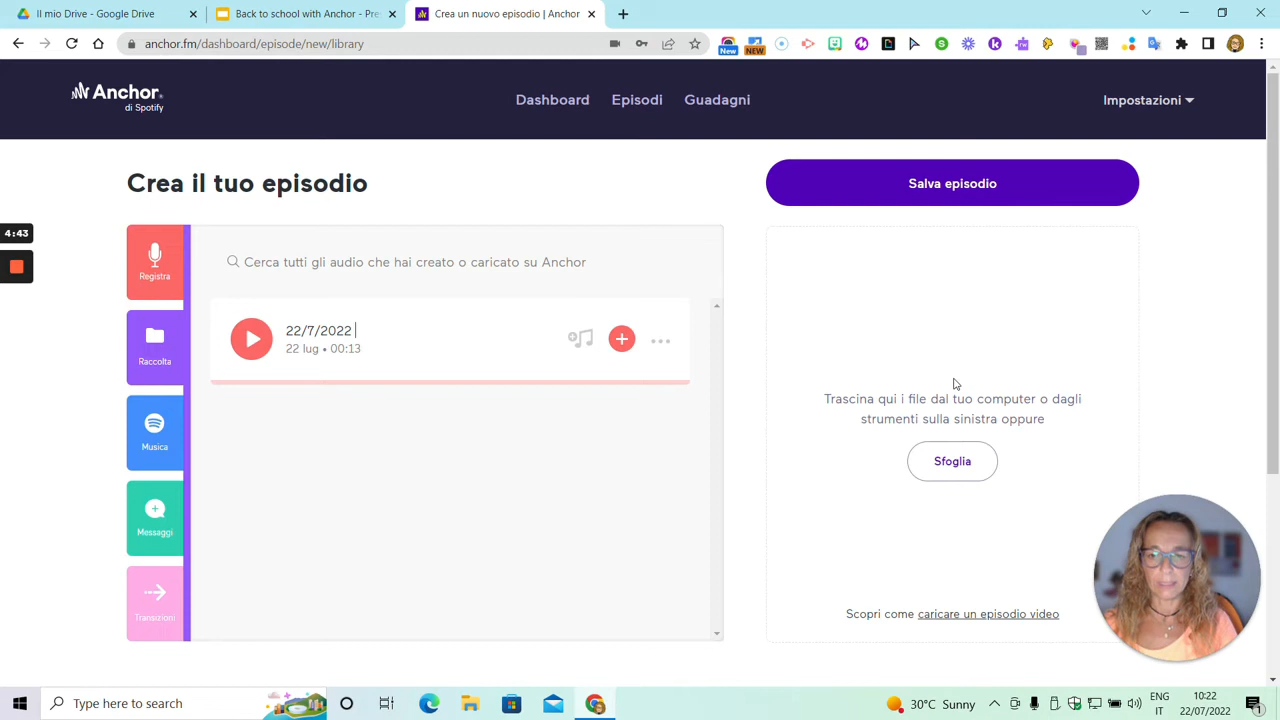 Il mio Drive - Google Drive
Back to school with Anchor - Pre
Crea un nuovo episodio | Anchor
anchor.fm/dashboard/episode/new/library
New
NEW
Anchor
di Spotify
Dashboard
Episodi
Guadagni
Impostazioni
Crea il tuo episodio
Salva episodio
4:43
Registra
Raccolta
Musica
Messaggi
Transizioni
Cerca tutti gli audio che hai creato o caricato su Anchor
22/7/2022
22 lug • 00:13
Trascina qui i file dal tuo computer o dagli
strumenti sulla sinistra oppure
Sfoglia
Scopri come caricare un episodio video
Type here to search
30°C Sunny
ENG
IT
10:22
22/07/2022
1